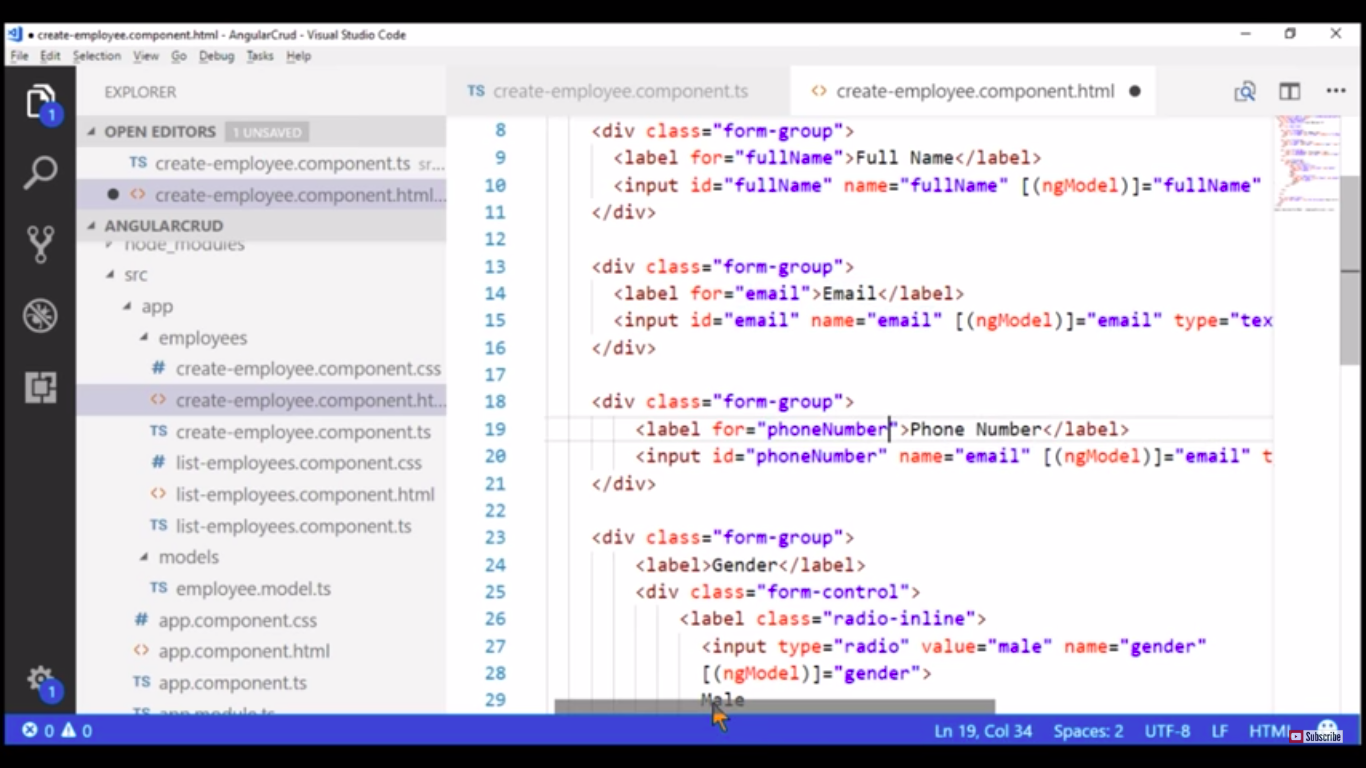 create-employee.component.html - AngularCrud - Visual Studio Code
File Edit Selection View Go Debug Tasks Help
EXPLORER
TS create-employee.component.ts
<> create-employee.component.html
OPEN EDITORS 1 UNSAVED
TS create-employee.component.ts sr...
<> create-employee.component.html...
ANGULARCRUD
node_modules
src
app
employees
# create-employee.component.css
<> create-employee.component.ht...
TS create-employee.component.ts
# list-employees.component.css
<> list-employees.component.html
TS list-employees.component.ts
models
TS employee.model.ts
# app.component.css
<> app.component.html
TS app.component.ts
TS app.module.ts
1
1
8 <div class="form-group">
9 <label for="fullName">Full Name</label>
10 <input id="fullName" name="fullName" [(ngModel)]="fullName"
11 </div>
12
13 <div class="form-group">
14 <label for="email">Email</label>
15 <input id="email" name="email" [(ngModel)]="email" type="tex
16 </div>
17
18 <div class="form-group">
19 <label for="phoneNumber">Phone Number</label>
20 <input id="phoneNumber" name="email" [(ngModel)]="email" t
21 </div>
22
23 <div class="form-group">
24 <label>Gender</label>
25 <div class="form-control">
26 <label class="radio-inline">
27 <input type="radio" value="male" name="gender"
28 [(ngModel)]="gender">
29 Male
0 0 Ln 19, Col 34 Spaces: 2 UTF-8 LF HTML
Subscribe